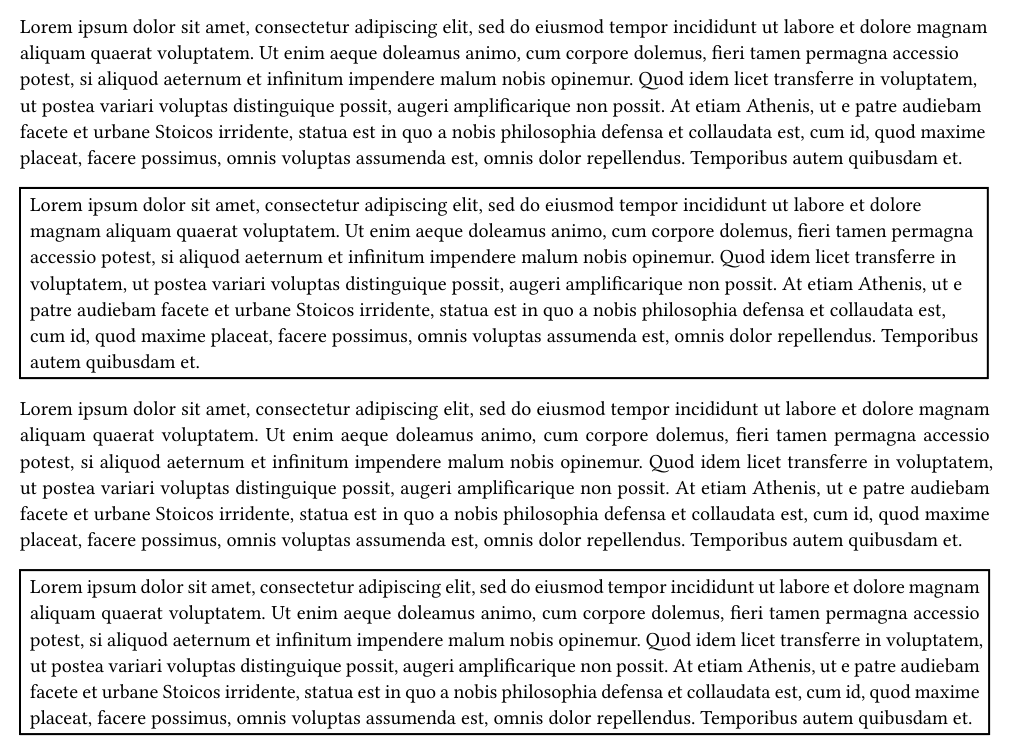 Lorem ipsum dolor sit amet, consectetur adipiscing elit, sed do eiusmod tempor incididunt ut labore et dolore magnam
aliquam quaerat voluptatem. Ut enim aeque doleamus animo, cum corpore dolemus, fieri tamen permagna accessio
potest, si aliquod aeternum et infinitum impendere malum nobis opinemur. Quod idem licet transferre in voluptatem,
ut postea variari voluptas distinguique possit, augeri amplificarique non possit. At etiam Athenis, ut e patre audiebam
facete et urbane Stoicos irridente, statua est in quo a nobis philosophia defensa et collaudata est, cum id, quod maxime
placeat, facere possimus, omnis voluptas assumenda est, omnis dolor repellendus. Temporibus autem quibusdam et.
Lorem ipsum dolor sit amet, consectetur adipiscing elit, sed do eiusmod tempor incididunt ut labore et dolore
magnam aliquam quaerat voluptatem. Ut enim aeque doleamus animo, cum corpore dolemus, fieri tamen permagna
accessio potest, si aliquod aeternum et infinitum impendere malum nobis opinemur. Quod idem licet transferre in
voluptatem, ut postea variari voluptas distinguique possit, augeri amplificarique non possit. At etiam Athenis, ut e
patre audiebam facete et urbane Stoicos irridente, statua est in quo a nobis philosophia defensa et collaudata est,
cum id, quod maxime placeat, facere possimus, omnis voluptas assumenda est, omnis dolor repellendus. Temporibus
autem quibusdam et.
Lorem ipsum dolor sit amet, consectetur adipiscing elit, sed do eiusmod tempor incididunt ut labore et dolore magnam
aliquam quaerat voluptatem. Ut enim aeque doleamus animo, cum corpore dolemus, fieri tamen permagna accessio
potest, si aliquod aeternum et infinitum impendere malum nobis opinemur. Quod idem licet transferre in voluptatem,
ut postea variari voluptas distinguique possit, augeri amplificarique non possit. At etiam Athenis, ut e patre audiebam
facete et urbane Stoicos irridente, statua est in quo a nobis philosophia defensa et collaudata est, cum id, quod maxime
placeat, facere possimus, omnis voluptas assumenda est, omnis dolor repellendus. Temporibus autem quibusdam et.
Lorem ipsum dolor sit amet, consectetur adipiscing elit, sed do eiusmod tempor incididunt ut labore et dolore magnam
aliquam quaerat voluptatem. Ut enim aeque doleamus animo, cum corpore dolemus, fieri tamen permagna accessio
potest, si aliquod aeternum et infinitum impendere malum nobis opinemur. Quod idem licet transferre in voluptatem,
ut postea variari voluptas distinguique possit, augeri amplificarique non possit. At etiam Athenis, ut e patre audiebam
facete et urbane Stoicos irridente, statua est in quo a nobis philosophia defensa et collaudata est, cum id, quod maxime
placeat, facere possimus, omnis voluptas assumenda est, omnis dolor repellendus. Temporibus autem quibusdam et.